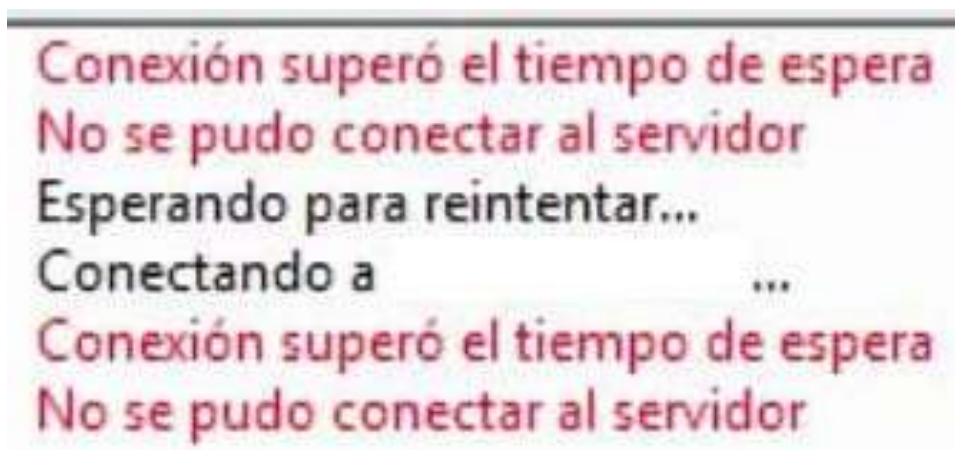 Conexión superó el tiempo de espera
No se pudo conectar al servidor
Esperando para reintentar...
Conectando a ...
Conexión superó el tiempo de espera
No se pudo conectar al servidor